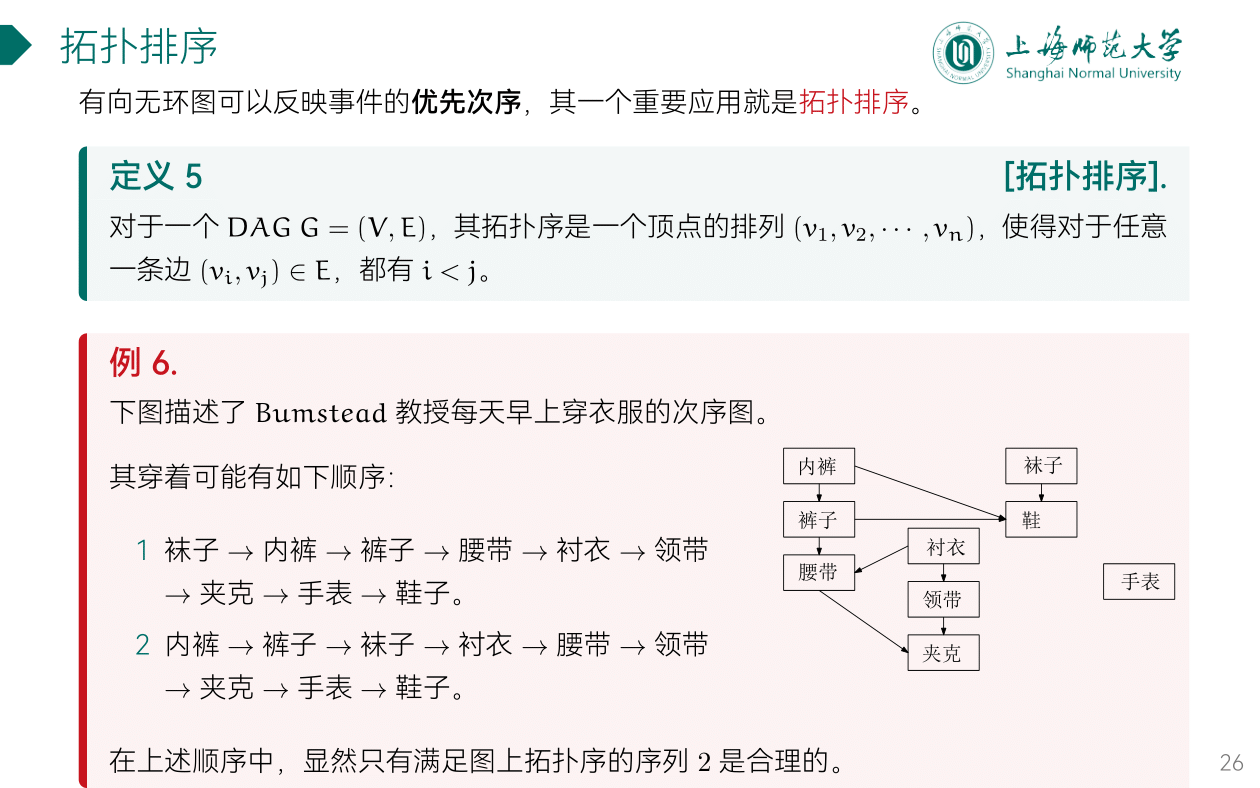 拓扑排序
上海师范大学
Shanghai Normal University
有向无环图可以反映事件的优先次序，其一个重要应用就是拓扑排序。
定义 5
[拓扑排序].
对于一个 DAG G = (V, E)，其拓扑序是一个顶点的排列 (v₁, v₂, ⋯ , vₙ)，使得对于任意
一条边 (vᵢ, vⱼ) ∈ E，都有 i < j。
例 6.
下图描述了 Bumstead 教授每天早上穿衣服的次序图。
其穿着可能有如下顺序：
1 袜子 → 内裤 → 裤子 → 腰带 → 衬衣 → 领带
→ 夹克 → 手表 → 鞋子。
2 内裤 → 裤子 → 袜子 → 衬衣 → 腰带 → 领带
→ 夹克 → 手表 → 鞋子。
内裤
袜子
裤子
鞋
衬衣
腰带
手表
领带
夹克
在上述顺序中，显然只有满足图上拓扑序的序列 2 是合理的。
26